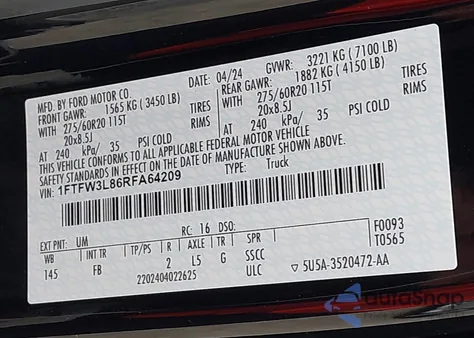 MFD. BY FORD MOTOR CO.
DATE: 04/24 GVWR: 3221 KG ( 7100 LB)
FRONT GAWR: 1565 KG ( 3450 LB) REAR GAWR: 1882 KG ( 4150 LB)
WITH 275/60R20 115T TIRES WITH 275/60R20 115T TIRES
20x8.5J RIMS 20x8.5J RIMS
AT 240 kPa/ 35 PSI COLD AT 240 kPa/ 35 PSI COLD
THIS VEHICLE CONFORMS TO ALL APPLICABLE FEDERAL MOTOR VEHICLE
SAFETY STANDARDS IN EFFECT ON THE DATE OF MANUFACTURE SHOWN ABOVE.
VIN: 1FTFW3L86RFA64209 TYPE: Truck
EXT PNT: UM RC: 16 DSO: F0093
WB FB TP/PS R AXLE TR SPR T0565
145 2 L5 G SSCC
2202404022625 ULC ▽ 5U5A-3520472-AA
autosnap